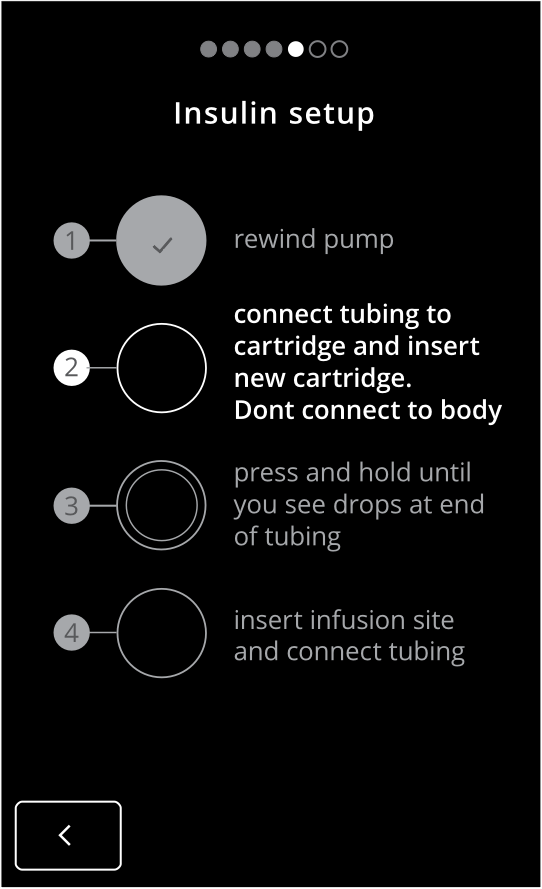 Insulin setup
1
rewind pump
2
connect tubing to
cartridge and insert
new cartridge.
Dont connect to body
3
press and hold until
you see drops at end
of tubing
4
insert infusion site
and connect tubing